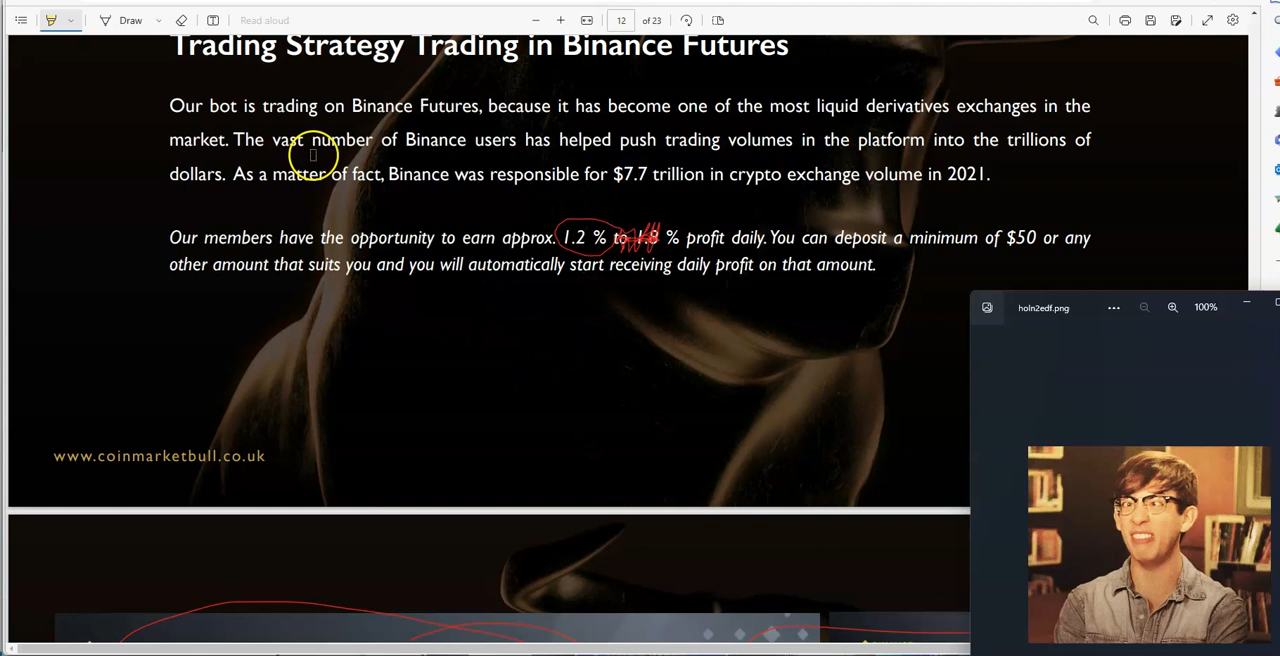 Draw
Read aloud
12
of 23
Trading Strategy Trading in Binance Futures
Our bot is trading on Binance Futures, because it has become one of the most liquid derivatives exchanges in the
market. The vast number of Binance users has helped push trading volumes in the platform into the trillions of
dollars. As a matter of fact, Binance was responsible for $7.7 trillion in crypto exchange volume in 2021.
Our members have the opportunity to earn approx. 1.2 % to % profit daily. You can deposit a minimum of $50 or any
other amount that suits you and you will automatically start receiving daily profit on that amount.
holn2edf.png
100%
www.coinmarketbull.co.uk